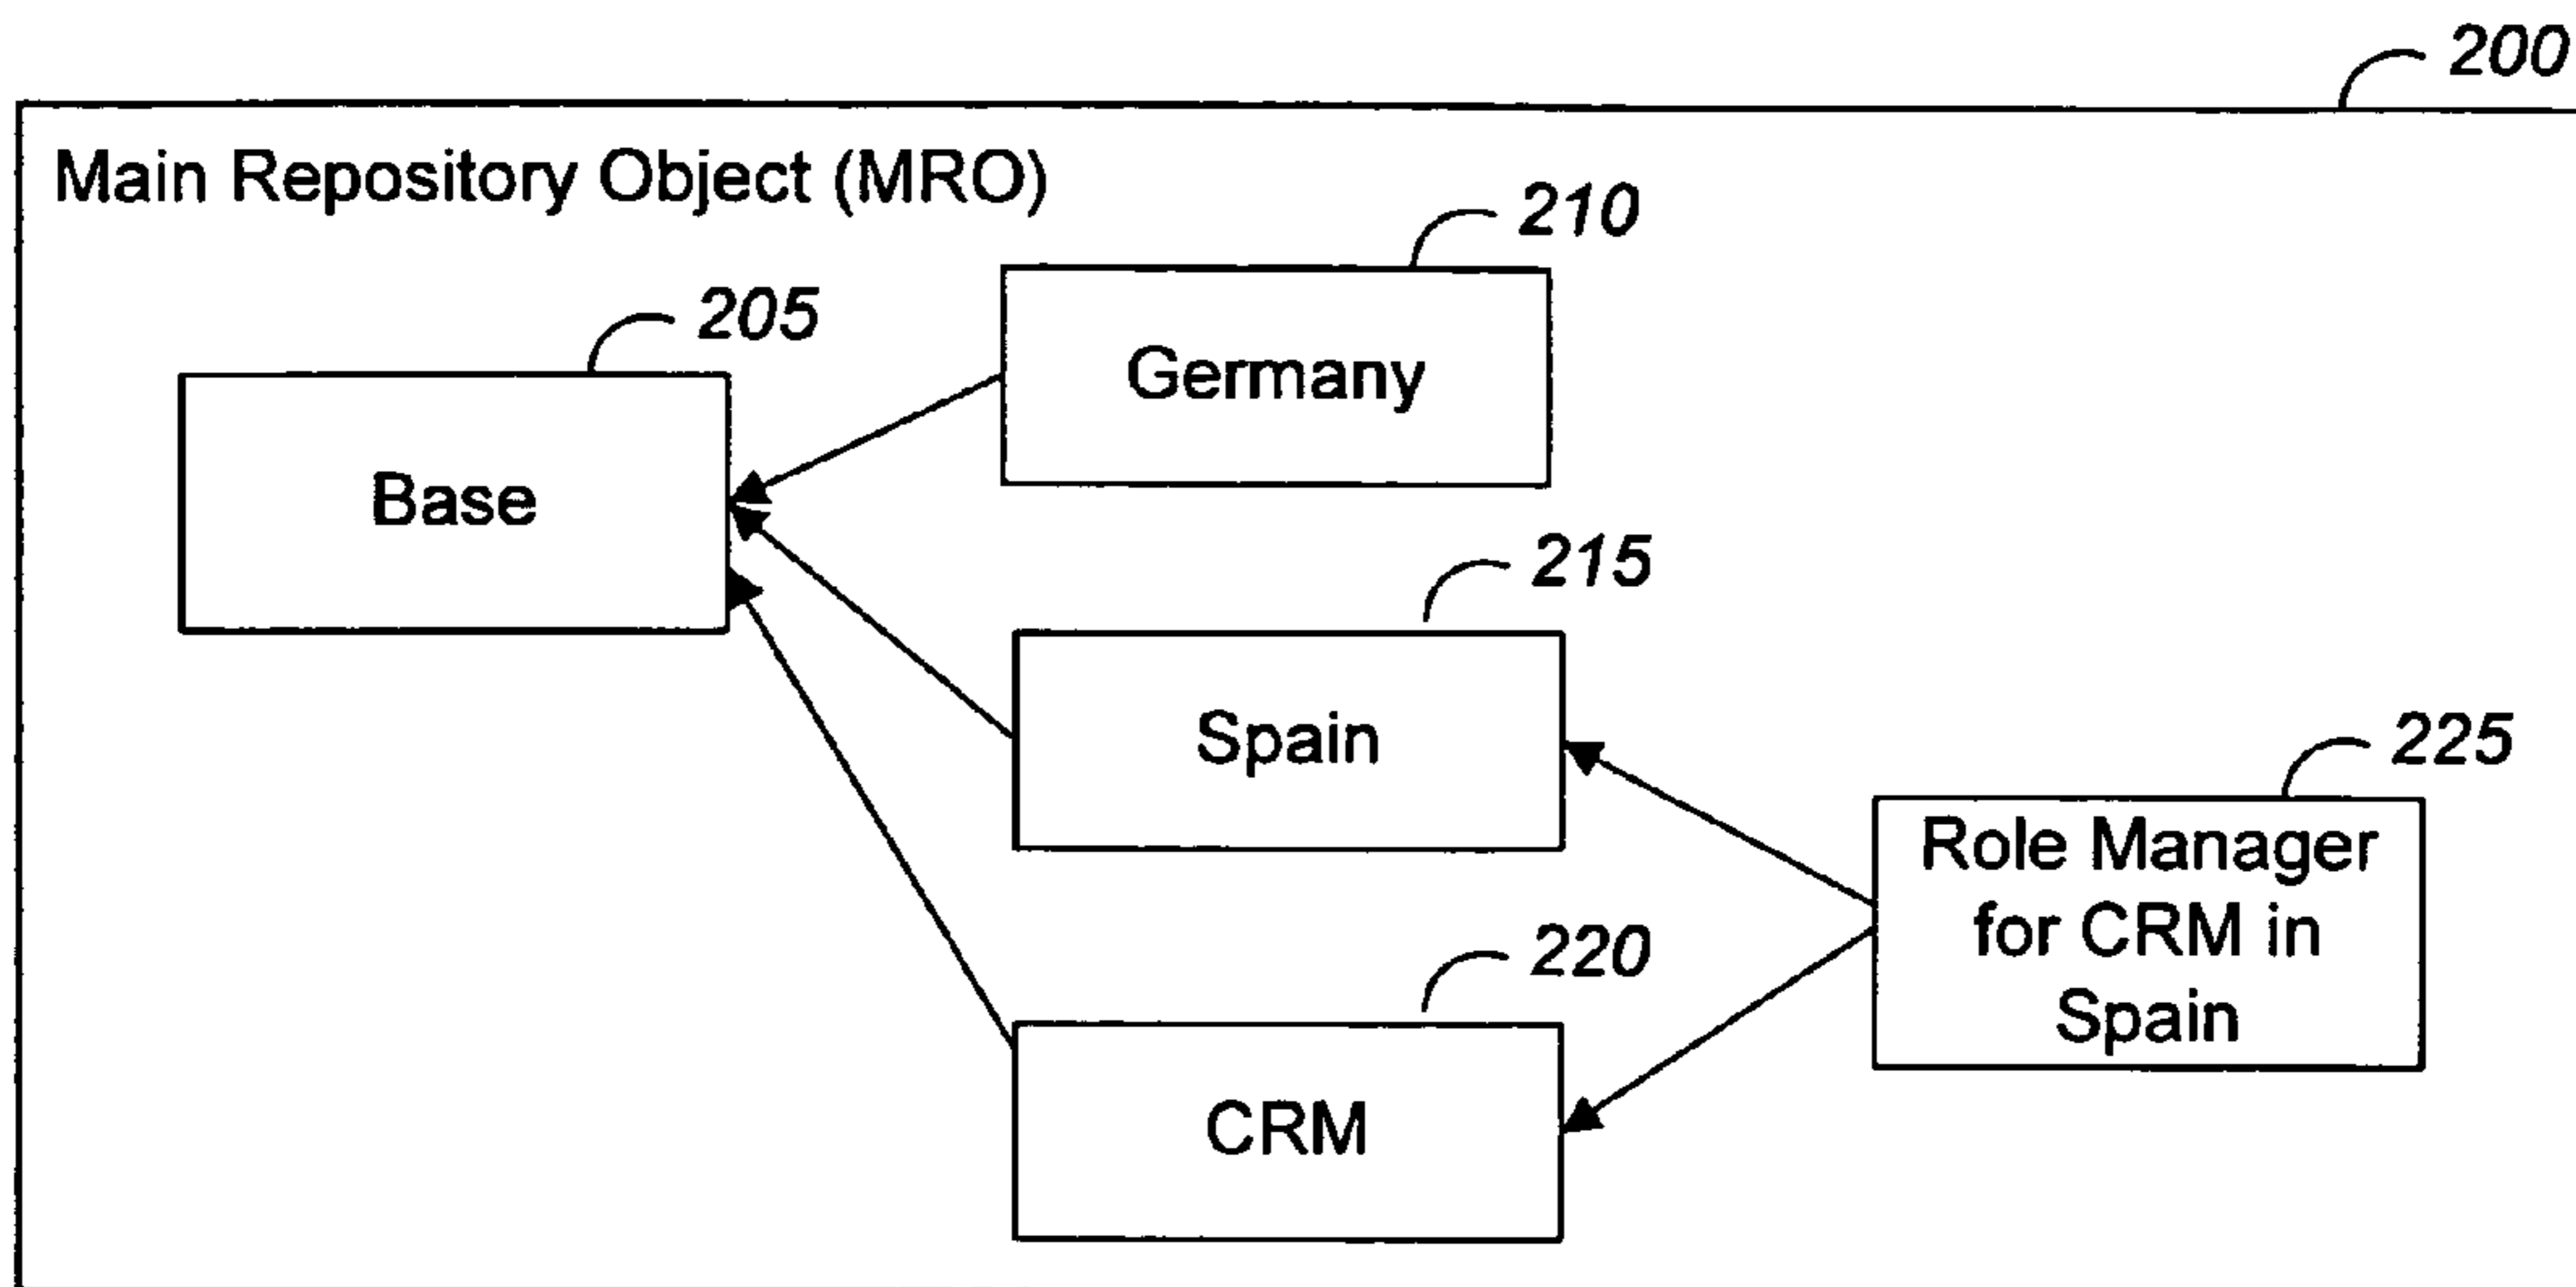 200
Main Repository Object (MRO)
210
205
Germany
Base
215
Spain
225
Role Manager
for CRM in
Spain
220
CRM